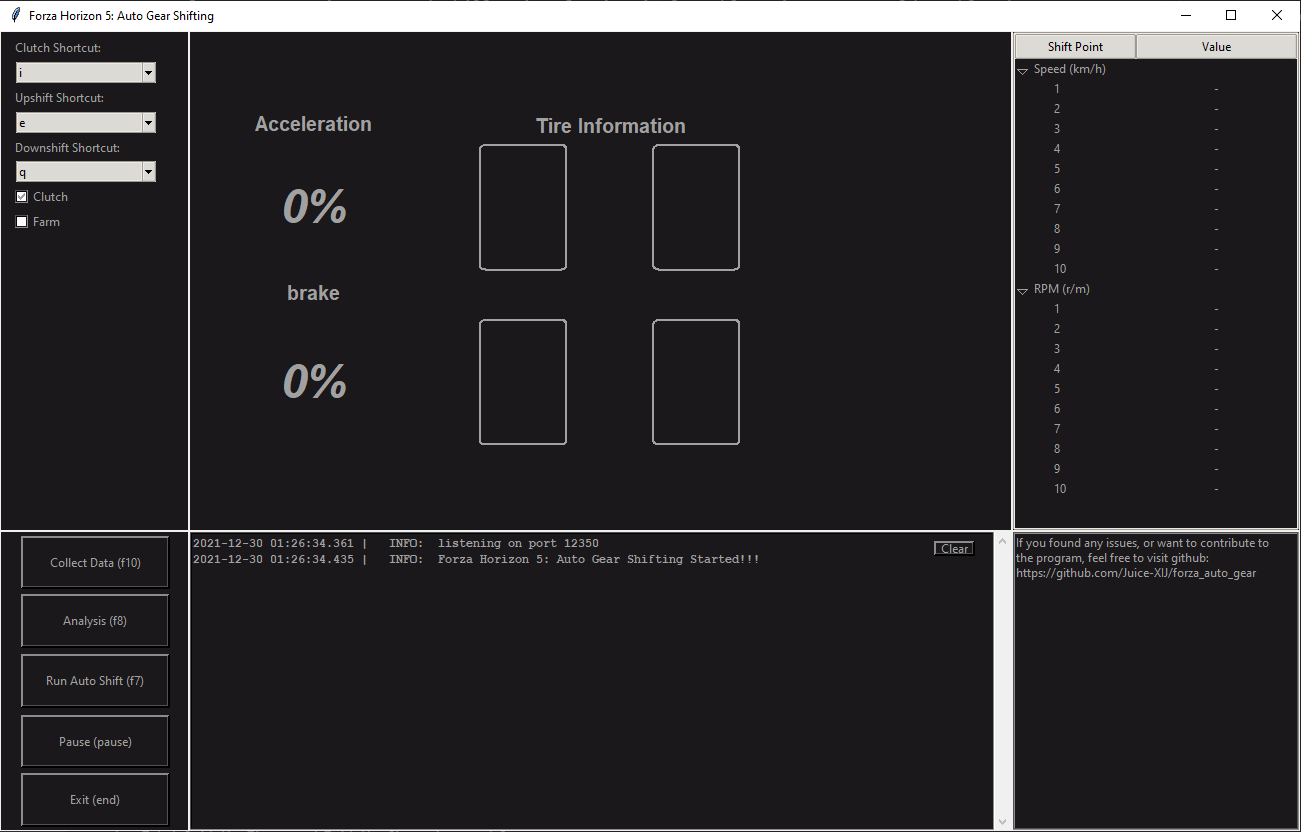 Forza Horizon 5: Auto Gear Shifting
Clutch Shortcut:
i
Upshift Shortcut:
e
Downshift Shortcut:
q
Clutch
Farm
Acceleration
0%
brake
0%
Tire Information
Shift Point Value
Speed (km/h)
1 -
2 -
3 -
4 -
5 -
6 -
7 -
8 -
9 -
10 -
RPM (r/m)
1 -
2 -
3 -
4 -
5 -
6 -
7 -
8 -
9 -
10 -
Collect Data (f10)
Analysis (f8)
Run Auto Shift (f7)
Pause (pause)
Exit (end)
2021-12-30 01:26:34.361 | INFO: listening on port 12350
2021-12-30 01:26:34.435 | INFO: Forza Horizon 5: Auto Gear Shifting Started!!!
Clear
If you found any issues, or want to contribute to
the program, feel free to visit github:
https://github.com/Juice-XIJ/forza_auto_gear